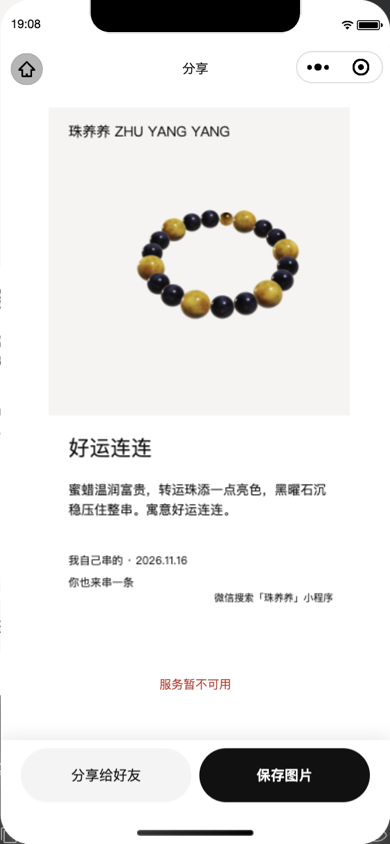 19:08
分享
珠养养 ZHU YANG YANG
好运连连
蜜蜡温润富贵，转运珠添一点亮色，黑曜石沉
稳压住整串。寓意好运连连。
我自己串的 · 2026.11.16
你也来串一条
微信搜索「珠养养」小程序
服务暂不可用
分享给好友
保存图片